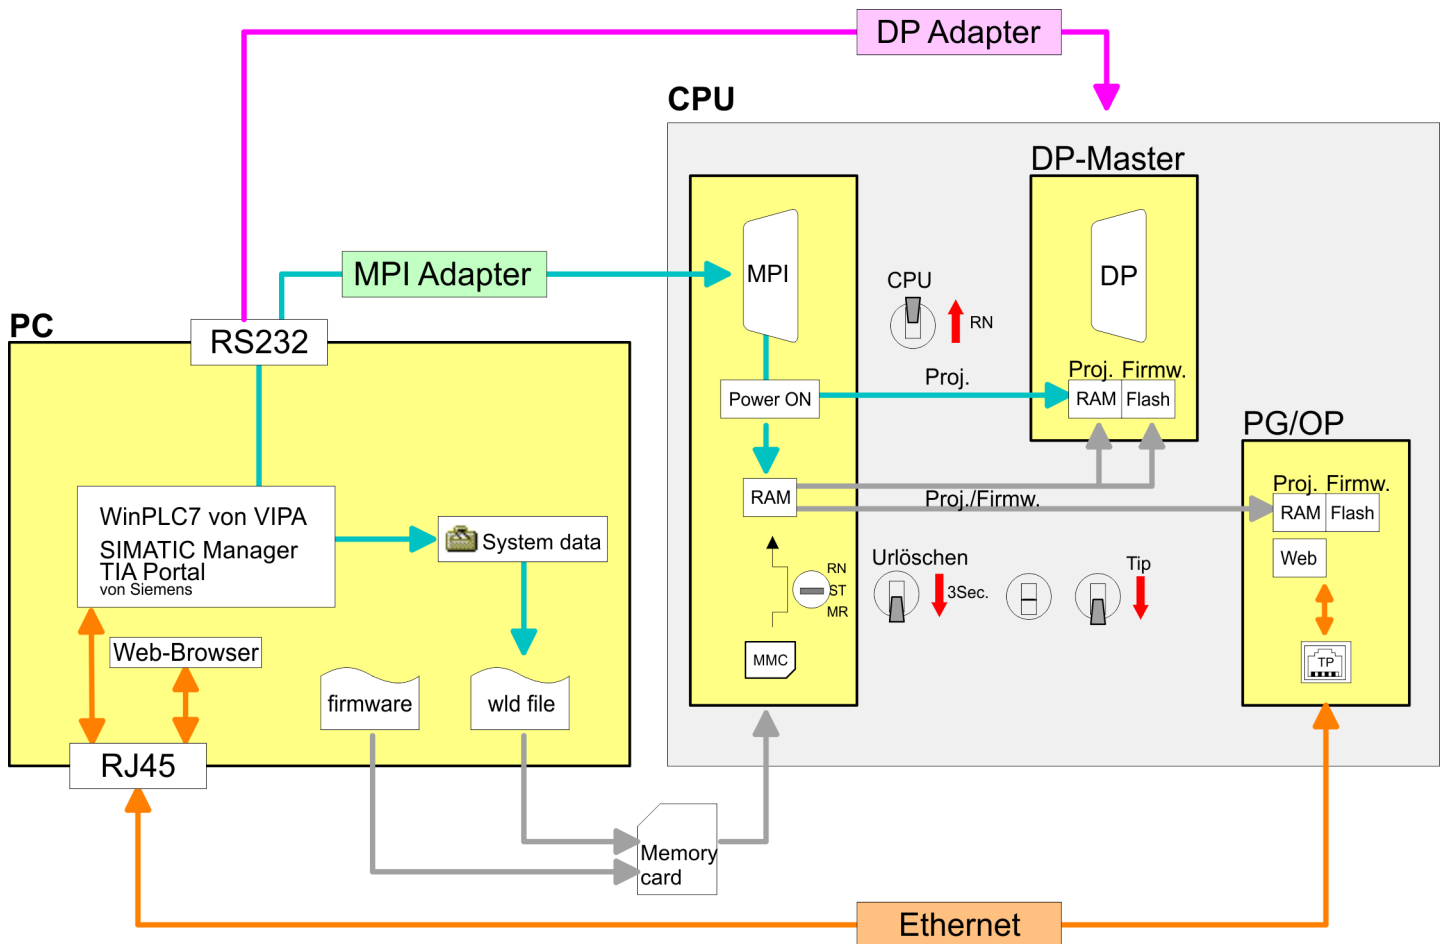 DP Adapter
CPU
DP-Master
MPI Adapter
MPI
CPU
RN
DP
PC
RS232
Proj.
Proj. Firmw.
Power ON
RAM
Flash
PG/OP
RAM
Proj./Firmw.
Proj. Firmw.
RAM
Flash
WinPLC7 von VIPA
SIMATIC Manager
TIA Portal
von Siemens
System data
Web
Urlöschen
3Sec.
Tip
RN
ST
MR
Web-Browser
MMC
TP
firmware
wld file
RJ45
Memory
card
Ethernet